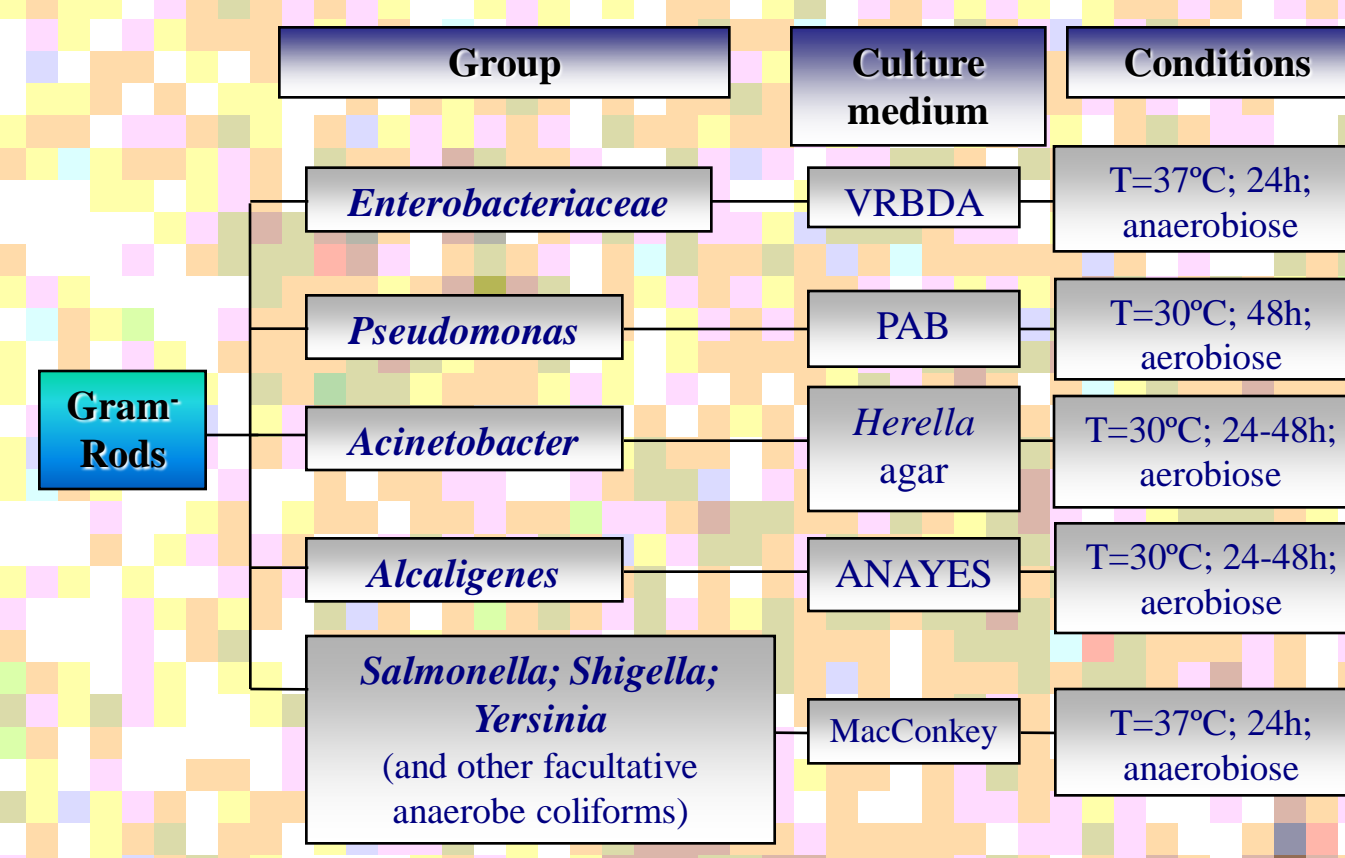 Group
Culture
medium
Conditions
Enterobacteriaceae
VRBDA
T=37ºC; 24h;
anaerobiose
Pseudomonas
PAB
T=30ºC; 48h;
aerobiose
Gram-
Rods
Acinetobacter
Herella
agar
T=30ºC; 24-48h;
aerobiose
Alcaligenes
ANAYES
T=30ºC; 24-48h;
aerobiose
Salmonella; Shigella;
Yersinia
(and other facultative
anaerobe coliforms)
MacConkey
T=37ºC; 24h;
anaerobiose